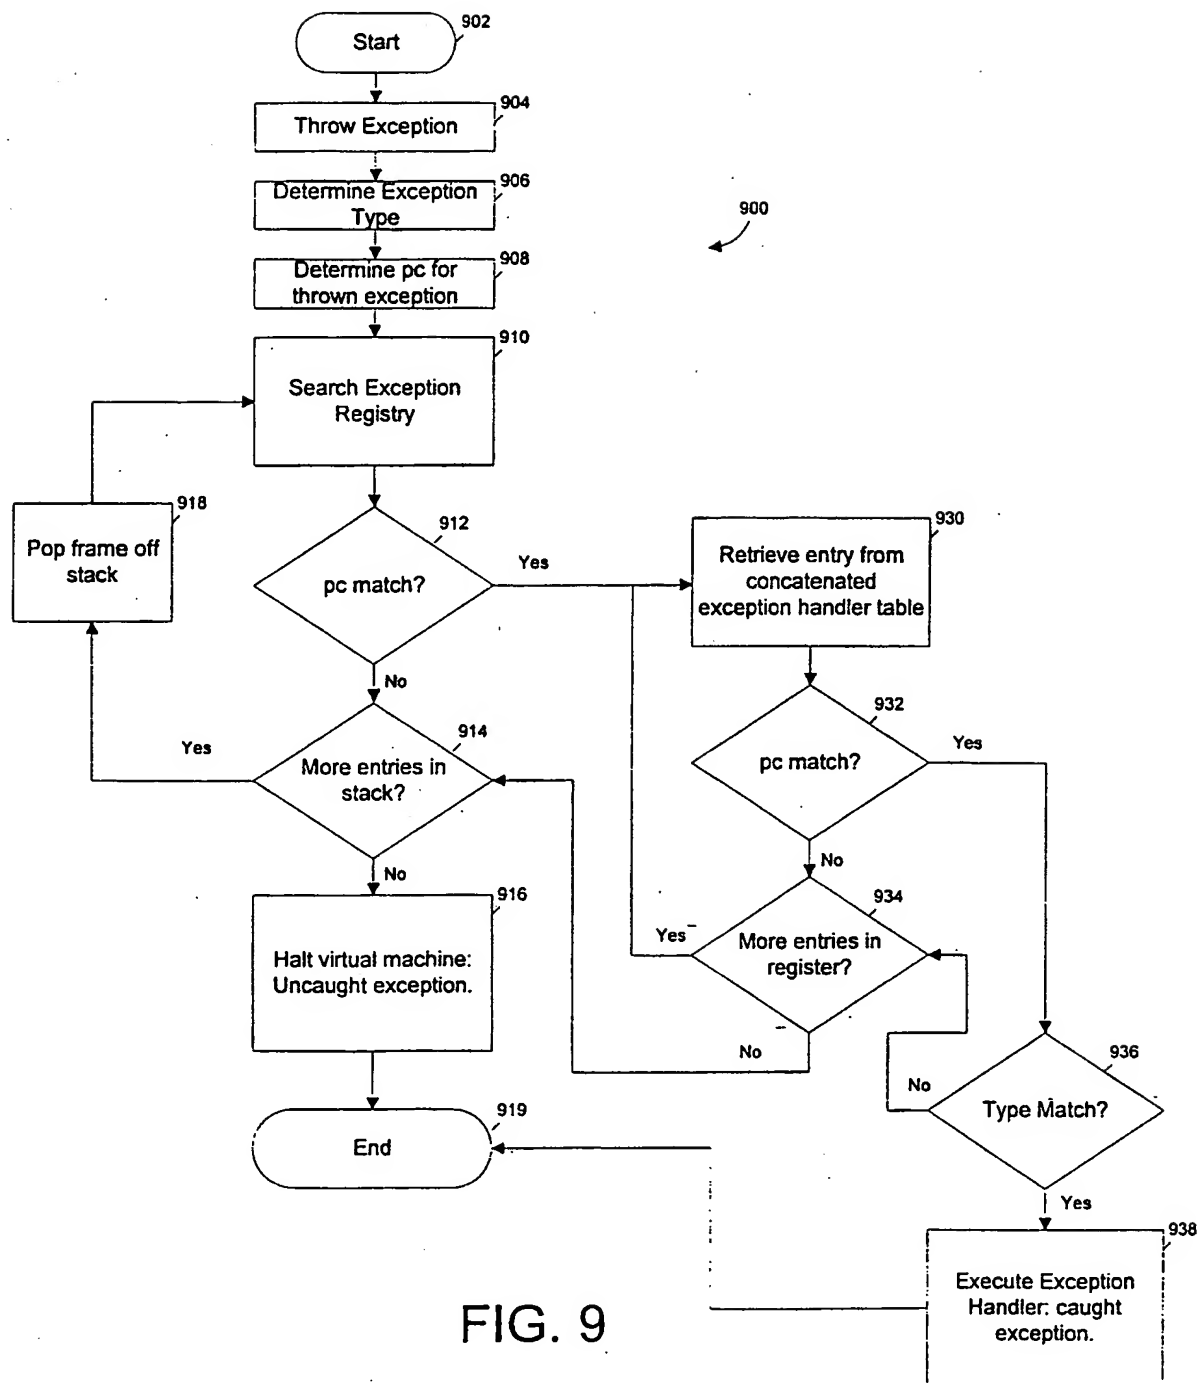 902
Start
904
Throw Exception
906
Determine Exception
Type
900
908
Determine pc for
thrown exception
910
Search Exception
Registry
918
Pop frame off
stack
912
pc match?
Yes
No
930
Retrieve entry from
concatenated
exception handler table
932
pc match?
Yes
No
914
More entries in
stack?
Yes
No
934
More entries in
register?
Yes
No
916
Halt virtual machine:
Uncaught exception.
936
Type Match?
No
Yes
919
End
938
Execute Exception
Handler: caught
exception.
FIG. 9